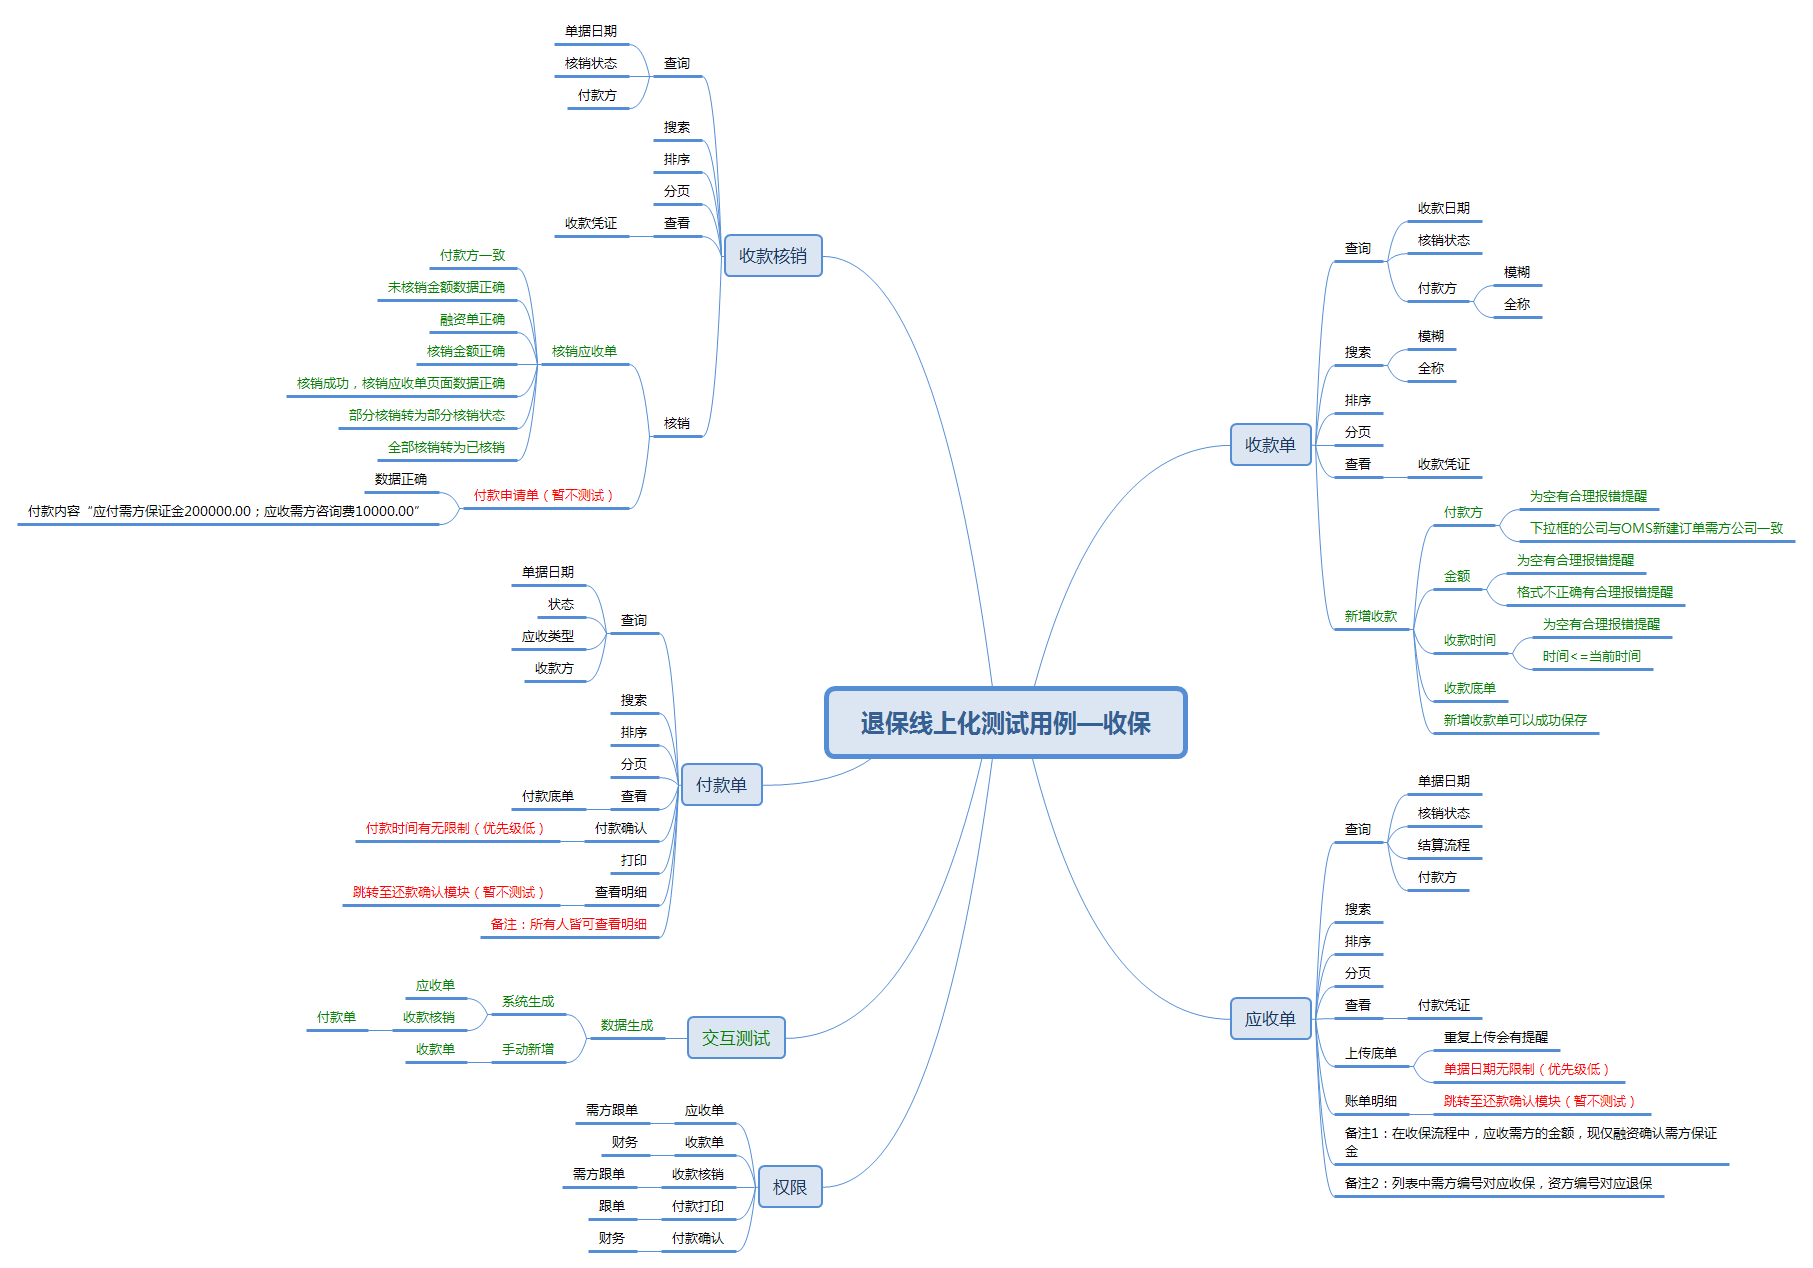 退保线上化测试用例—收保
收款核销
查询
单据日期
核销状态
付款方
搜索
排序
分页
查看
收款凭证
核销
核销应收单
付款方一致
未核销金额数据正确
融资单正确
核销金额正确
核销成功，核销应收单页面数据正确
部分核销转为部分核销状态
全部核销转为已核销
付款申请单（暂不测试）
数据正确
付款内容“应付需方保证金200000.00；应收需方咨询费10000.00”
付款单
查询
单据日期
状态
应收类型
收款方
搜索
排序
分页
查看
付款底单
付款确认
付款时间有无限制（优先级低）
打印
查看明细
跳转至还款确认模块（暂不测试）
备注：所有人皆可查看明细
交互测试
数据生成
系统生成
应收单
收款核销
付款单
手动新增
收款单
权限
应收单
需方跟单
收款单
财务
收款核销
需方跟单
付款打印
跟单
付款确认
财务
收款单
查询
收款日期
核销状态
付款方
模糊
全称
搜索
模糊
全称
排序
分页
查看
收款凭证
新增收款
付款方
为空有合理报错提醒
下拉框的公司与OMS新建订单需方公司一致
金额
为空有合理报错提醒
格式不正确有合理报错提醒
收款时间
为空有合理报错提醒
时间<=当前时间
收款底单
新增收款单可以成功保存
应收单
查询
单据日期
核销状态
结算流程
付款方
搜索
排序
分页
查看
付款凭证
上传底单
重复上传会有提醒
单据日期无限制（优先级低）
账单明细
跳转至还款确认模块（暂不测试）
备注1：在收保流程中，应收需方的金额，现仅融资确认需方保证
金
备注2：列表中需方编号对应收保，资方编号对应退保